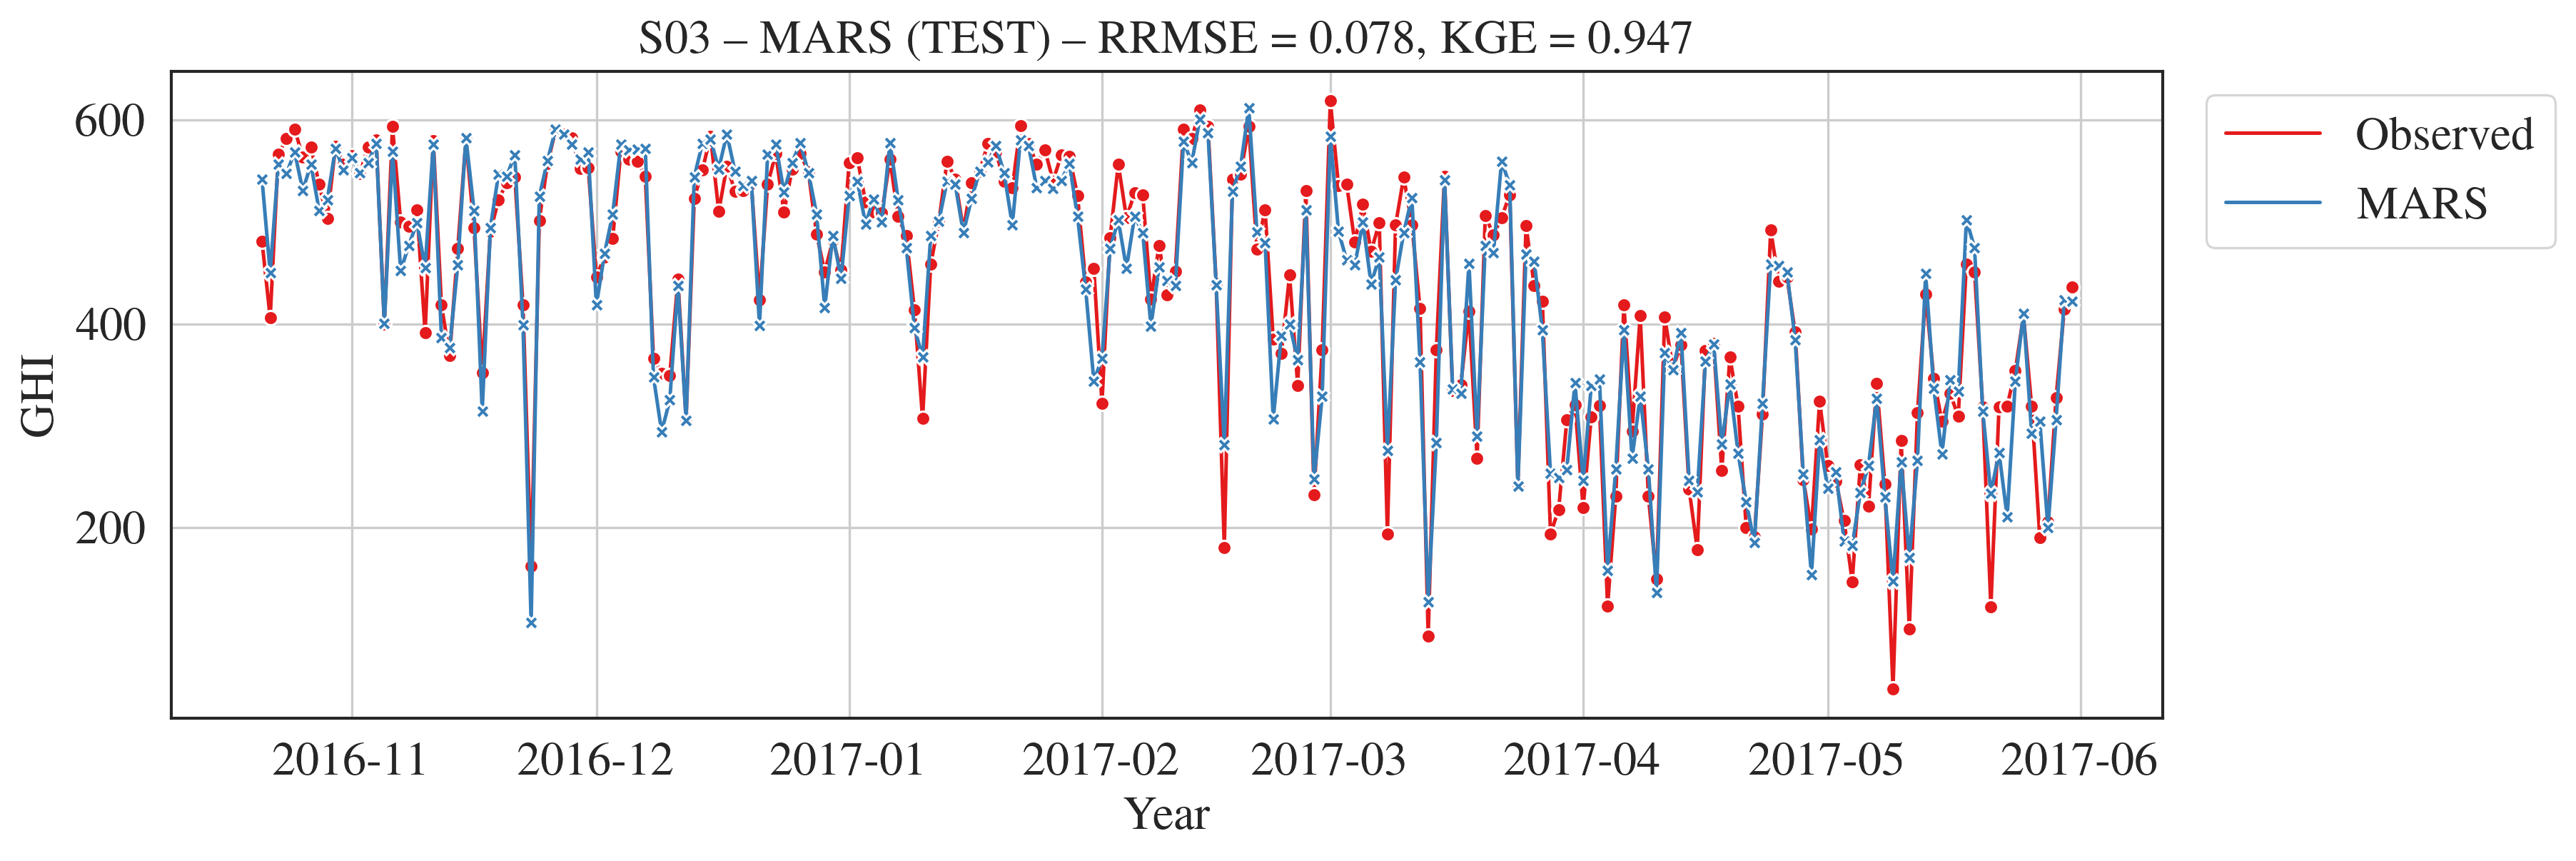 S03 – MARS (TEST) – RRMSE = 0.078, KGE = 0.947
600
400
200
GHI
2016-11 2016-12 2017-01 2017-02 2017-03 2017-04 2017-05 2017-06
Year
Observed
MARS